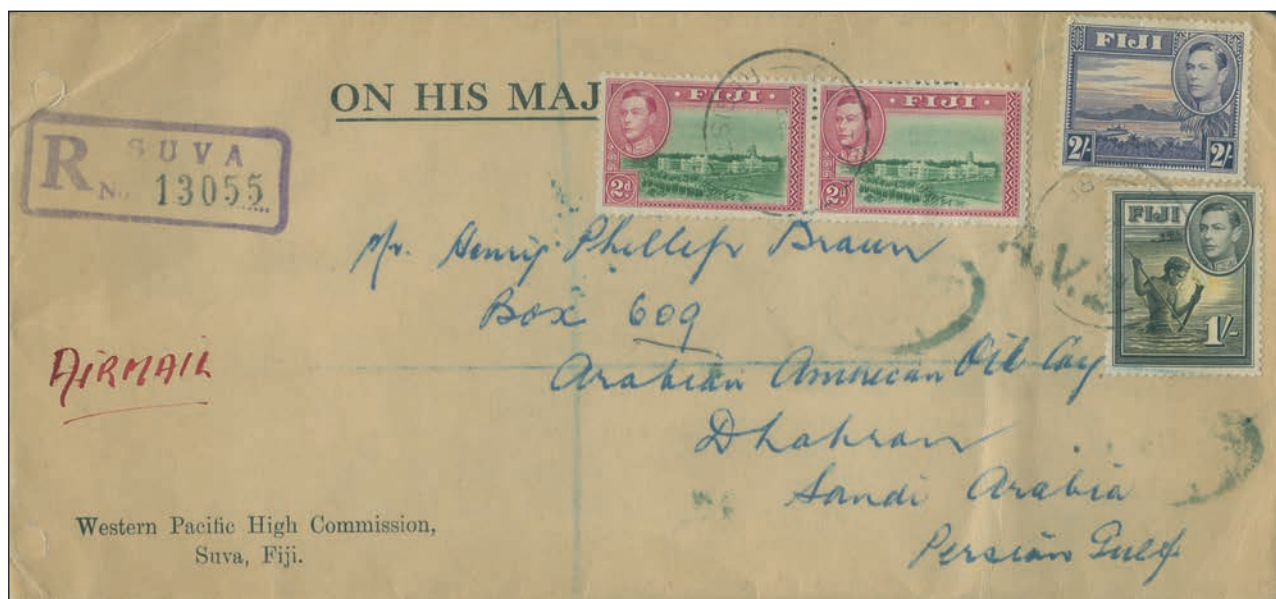 ON HIS MAJ
FIJI
2d
FIJI
2d
FIJI
2/-
2/-
FIJI
1/-
R SUVA
No 13055
A.V.
Mr. Henry Phillips Braun
Box 609
Arabian American Oil Coy.
Dhahran
Saudi Arabia
Persian Gulf
AIRMAIL
Western Pacific High Commission,
Suva, Fiji.